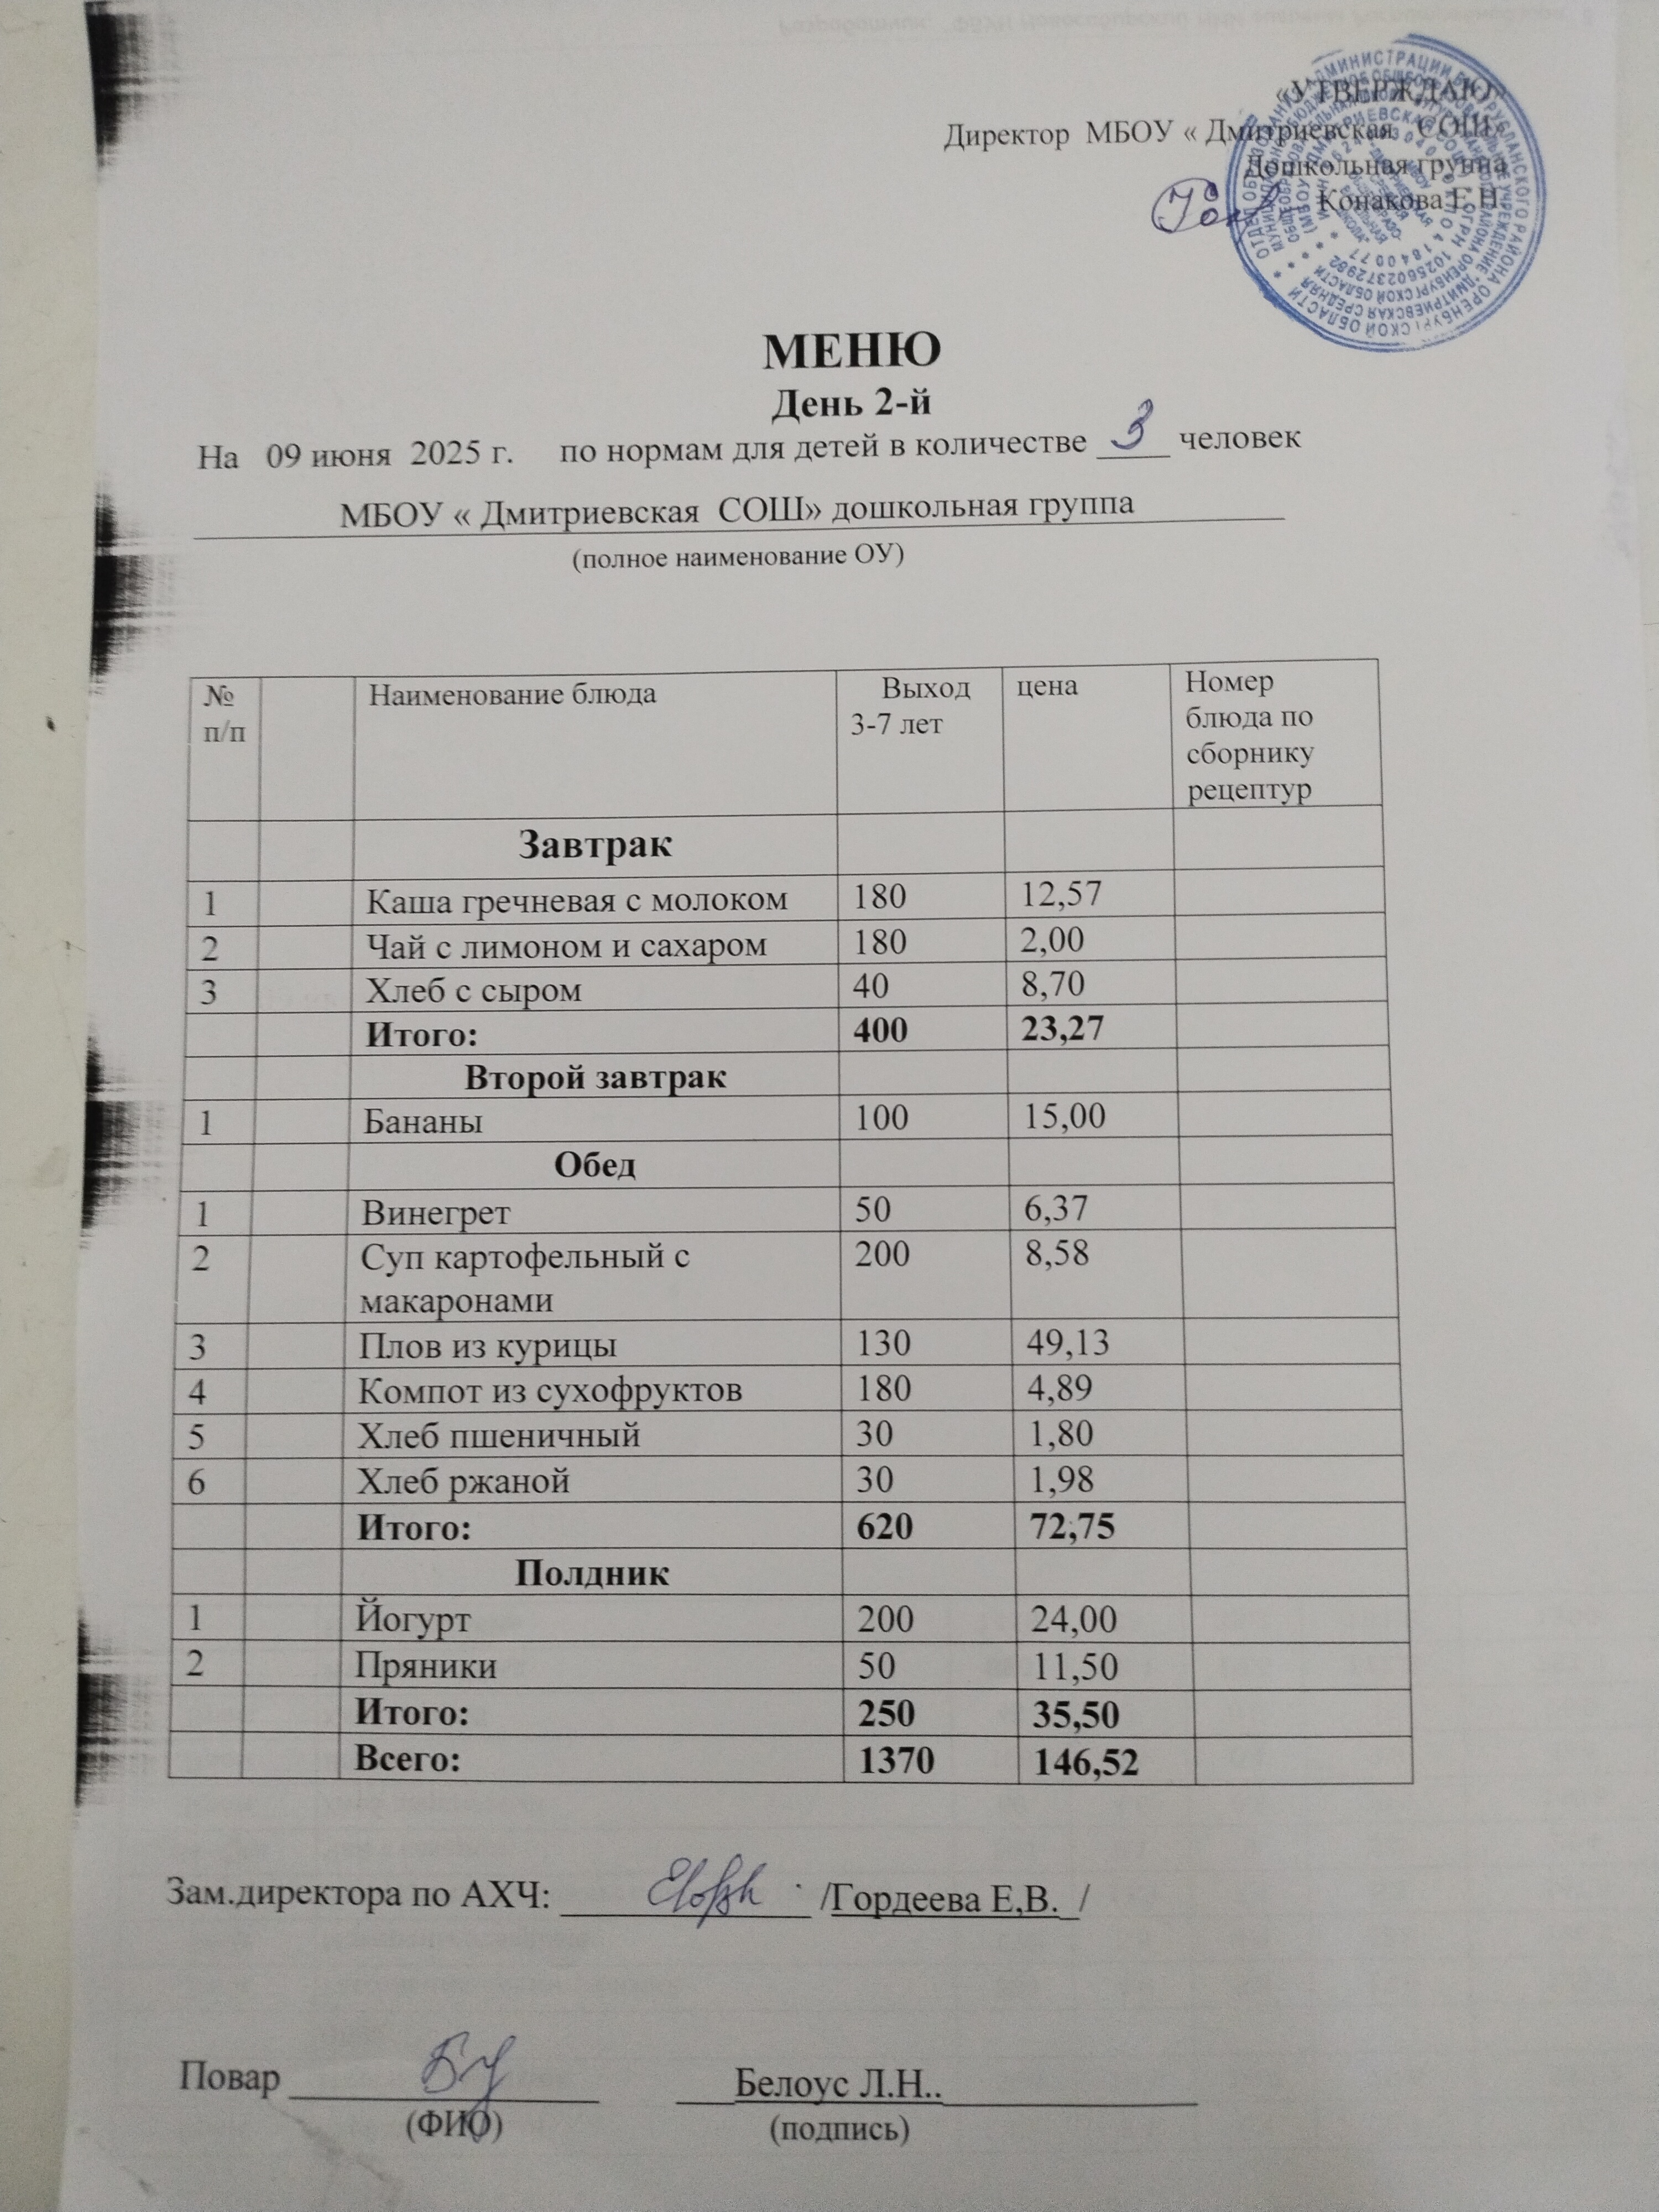 «УТВЕРЖДАЮ»
Директор МБОУ « Дмитриевская СОШ»
Дошкольная группа
Конакова Е.Н.
МЕНЮ
День 2-й
На 09 июня 2025 г. по нормам для детей в количестве 3 человек
МБОУ « Дмитриевская СОШ» дошкольная группа
(полное наименование ОУ)
№ п/п Наименование блюда Выход 3-7 лет цена Номер блюда по сборнику рецептур
Завтрак
1 Каша гречневая с молоком 180 12,57
2 Чай с лимоном и сахаром 180 2,00
3 Хлеб с сыром 40 8,70
Итого: 400 23,27
Второй завтрак
1 Бананы 100 15,00
Обед
1 Винегрет 50 6,37
2 Суп картофельный с макаронами 200 8,58
3 Плов из курицы 130 49,13
4 Компот из сухофруктов 180 4,89
5 Хлеб пшеничный 30 1,80
6 Хлеб ржаной 30 1,98
Итого: 620 72,75
Полдник
1 Йогурт 200 24,00
2 Пряники 50 11,50
Итого: 250 35,50
Всего: 1370 146,52
Зам.директора по АХЧ: /Гордеева Е,В. /
Повар Белоус Л.Н..
(ФИО) (подпись)